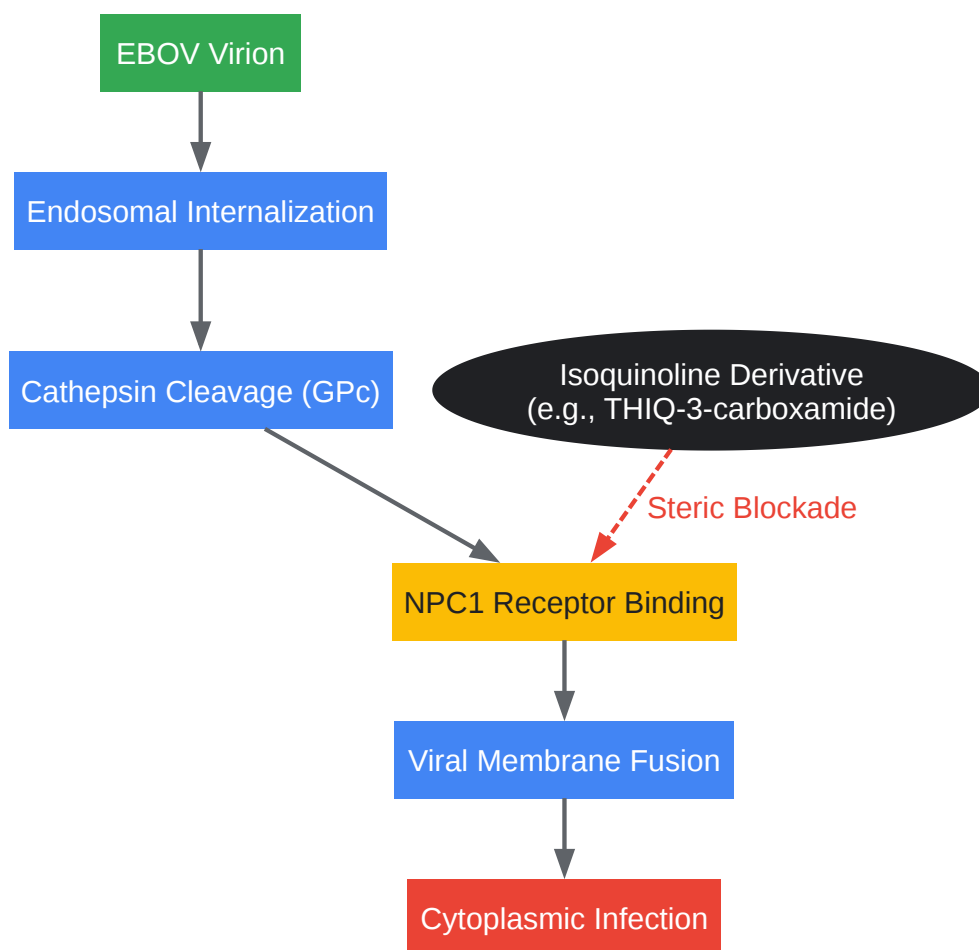 EBOV Virion
Endosomal Internalization
Cathepsin Cleavage (GPc)
Isoquinoline Derivative
(e.g., THIQ-3-carboxamide)
Steric Blockade
NPC1 Receptor Binding
Viral Membrane Fusion
Cytoplasmic Infection